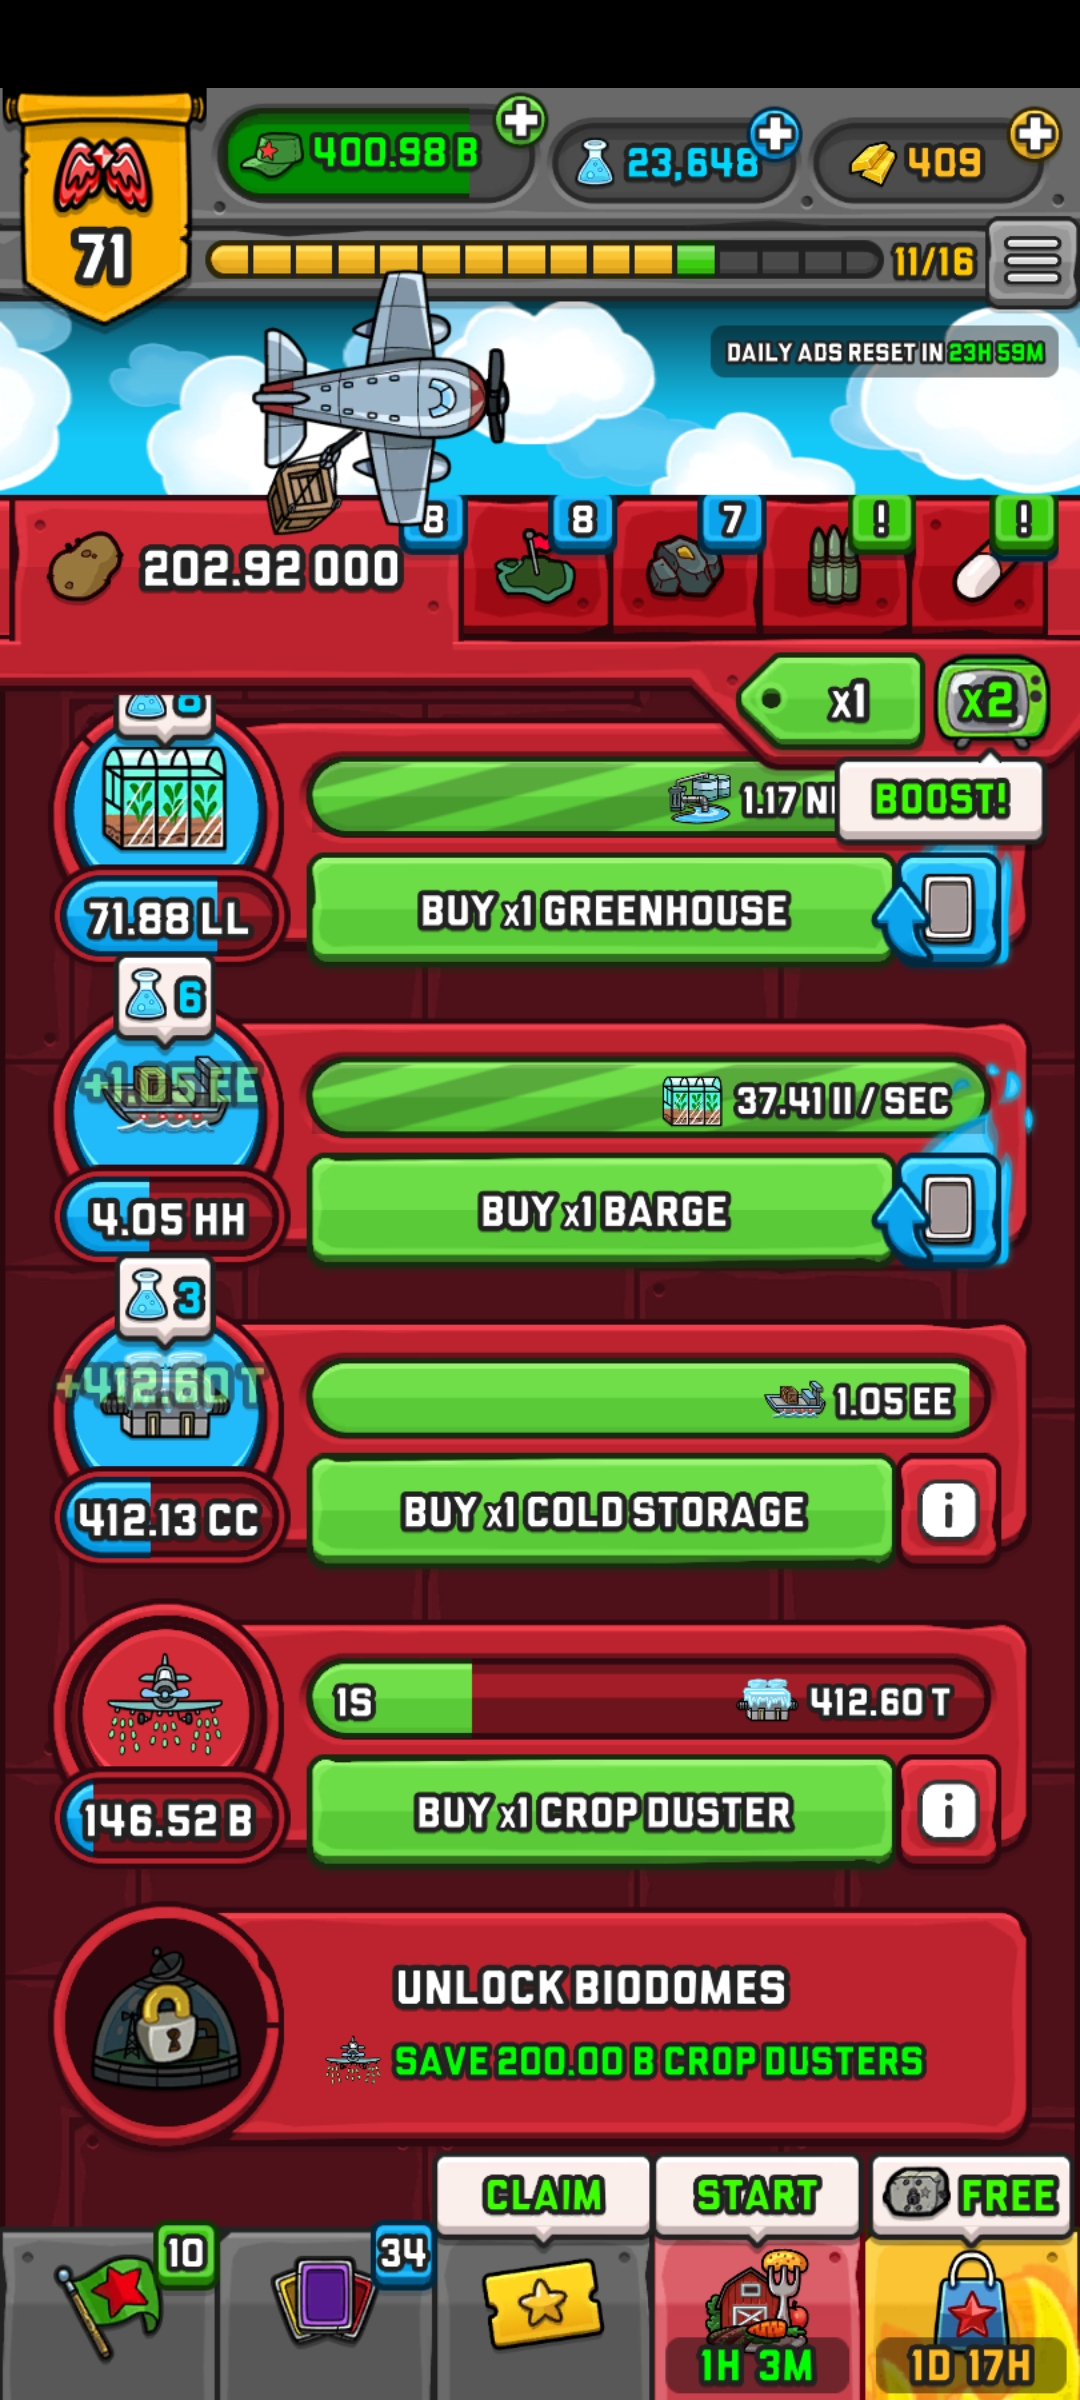 71
400.98 B
23,648
409
11/16
DAILY ADS RESET IN 23H 59M
202.92 000
8
8
7
!
!
x1
x2
BOOST!
8
1.17
71.88 LL
BUY x1 GREENHOUSE
6
+1.05 EE
37.41 II / SEC
4.05 HH
BUY x1 BARGE
3
+412.60 T
1.05 EE
412.13 CC
BUY x1 COLD STORAGE
i
1S
412.60 T
146.52 B
BUY x1 CROP DUSTER
i
UNLOCK BIODOMES
SAVE 200.00 B CROP DUSTERS
CLAIM
START
FREE
10
34
1H 3M
1D 17H